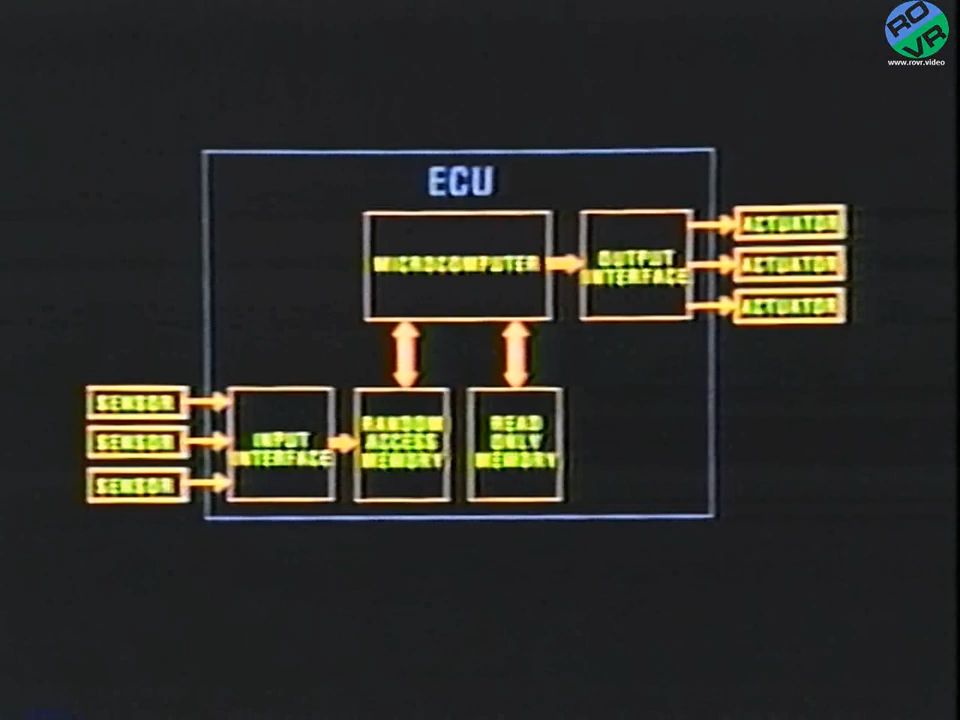 RO
VR
www.rovr.video
ECU
MICROCOMPUTER
OUTPUT
INTERFACE
ACTUATOR
ACTUATOR
ACTUATOR
SENSOR
SENSOR
SENSOR
INPUT
INTERFACE
RANDOM
ACCESS
MEMORY
READ
ONLY
MEMORY